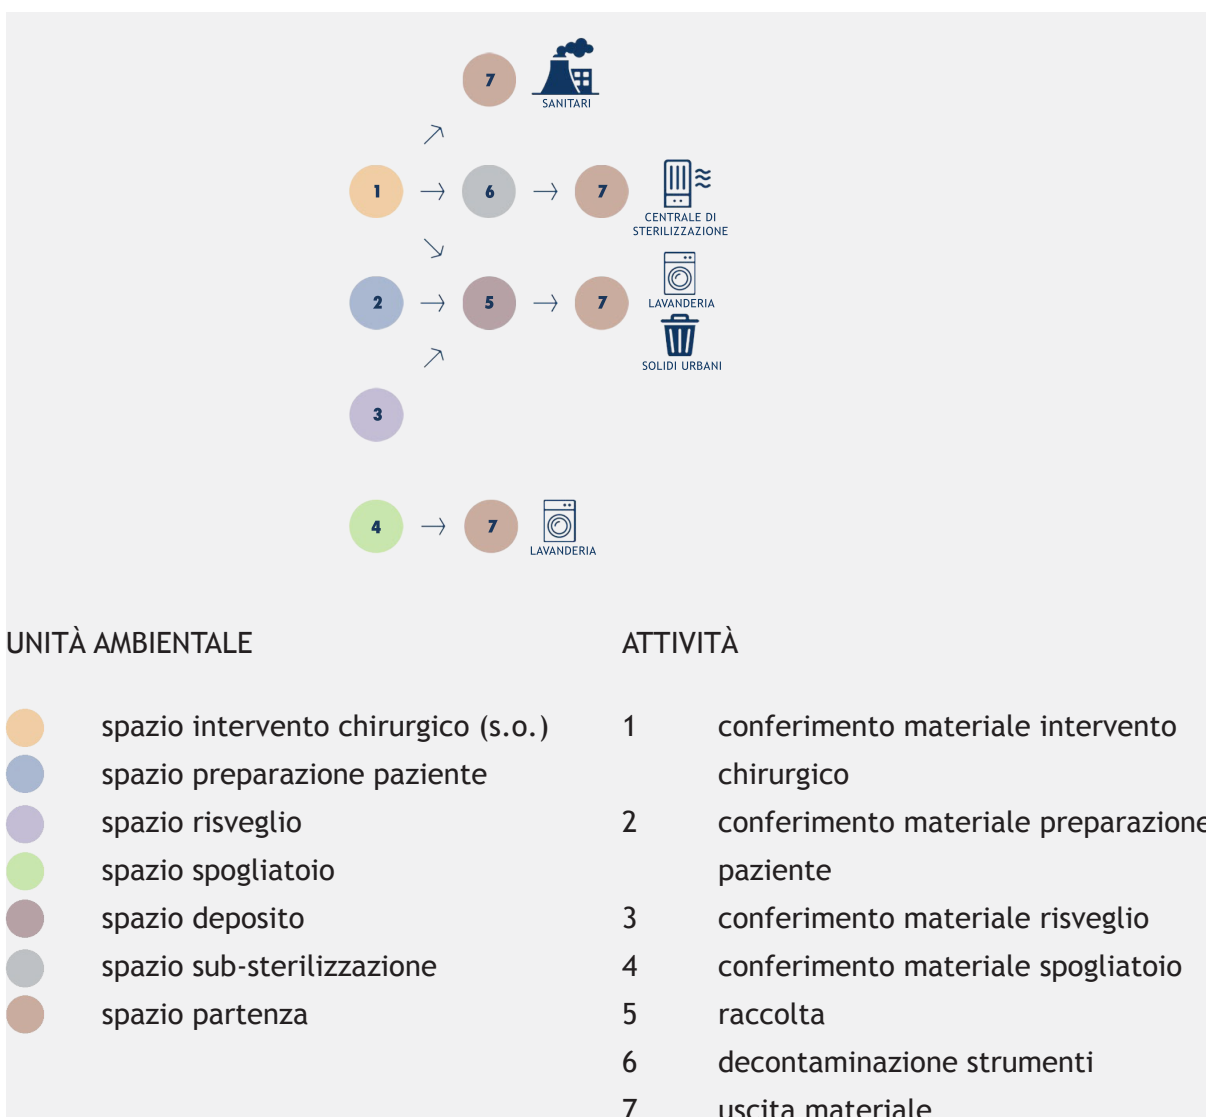 7
SANITARI
1
6
7
CENTRALE DI
STERILIZZAZIONE
2
5
7
LAVANDERIA
SOLIDI URBANI
3
4
7
LAVANDERIA
UNITÀ AMBIENTALE
spazio intervento chirurgico (s.o.)
spazio preparazione paziente
spazio risveglio
spazio spogliatoio
spazio deposito
spazio sub-sterilizzazione
spazio partenza
ATTIVITÀ
1 conferimento materiale intervento
chirurgico
2 conferimento materiale preparazione
paziente
3 conferimento materiale risveglio
4 conferimento materiale spogliatoio
5 raccolta
6 decontaminazione strumenti
7 uscita materiale